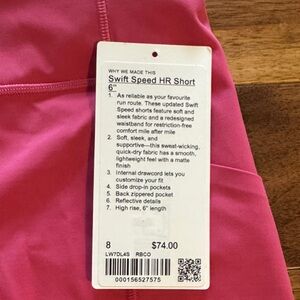 WHY WE MADE THIS
Swift Speed HR Short
6"
1. As reliable as your favourite
run route. These updated Swift
Speed shorts feature soft and
sleek fabric and a redesigned
waistband for restriction-free
comfort mile after mile
2. Soft, sleek, and
supportive—this sweat-wicking,
quick-dry fabric has a smooth,
lightweight feel with a matte
finish
3. Internal drawcord lets you
customize your fit
4. Side drop-in pockets
5. Back zippered pocket
6. Reflective details
7. High rise, 6" length
8 $74.00
LW7DL4S RBCO
000156527575